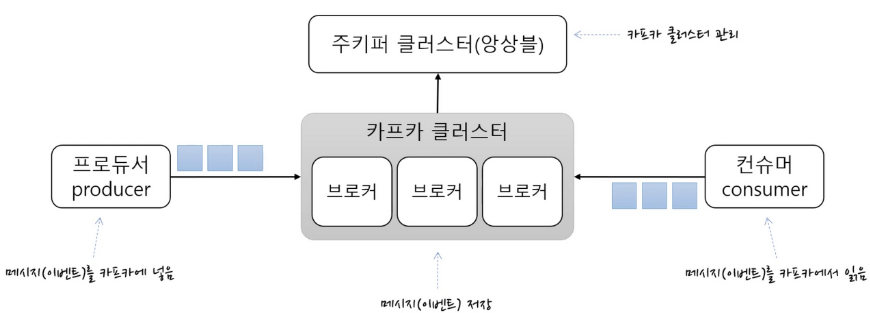 주키퍼 클러스터(앙상블)
카프카 클러스터 관리
카프카 클러스터
프로듀서
producer
브로커
브로커
브로커
컨슈머
consumer
메시지(이벤트)를 카프카에 넣음
메시지(이벤트)를 카프카에서 읽음
메시지(이벤트) 저장